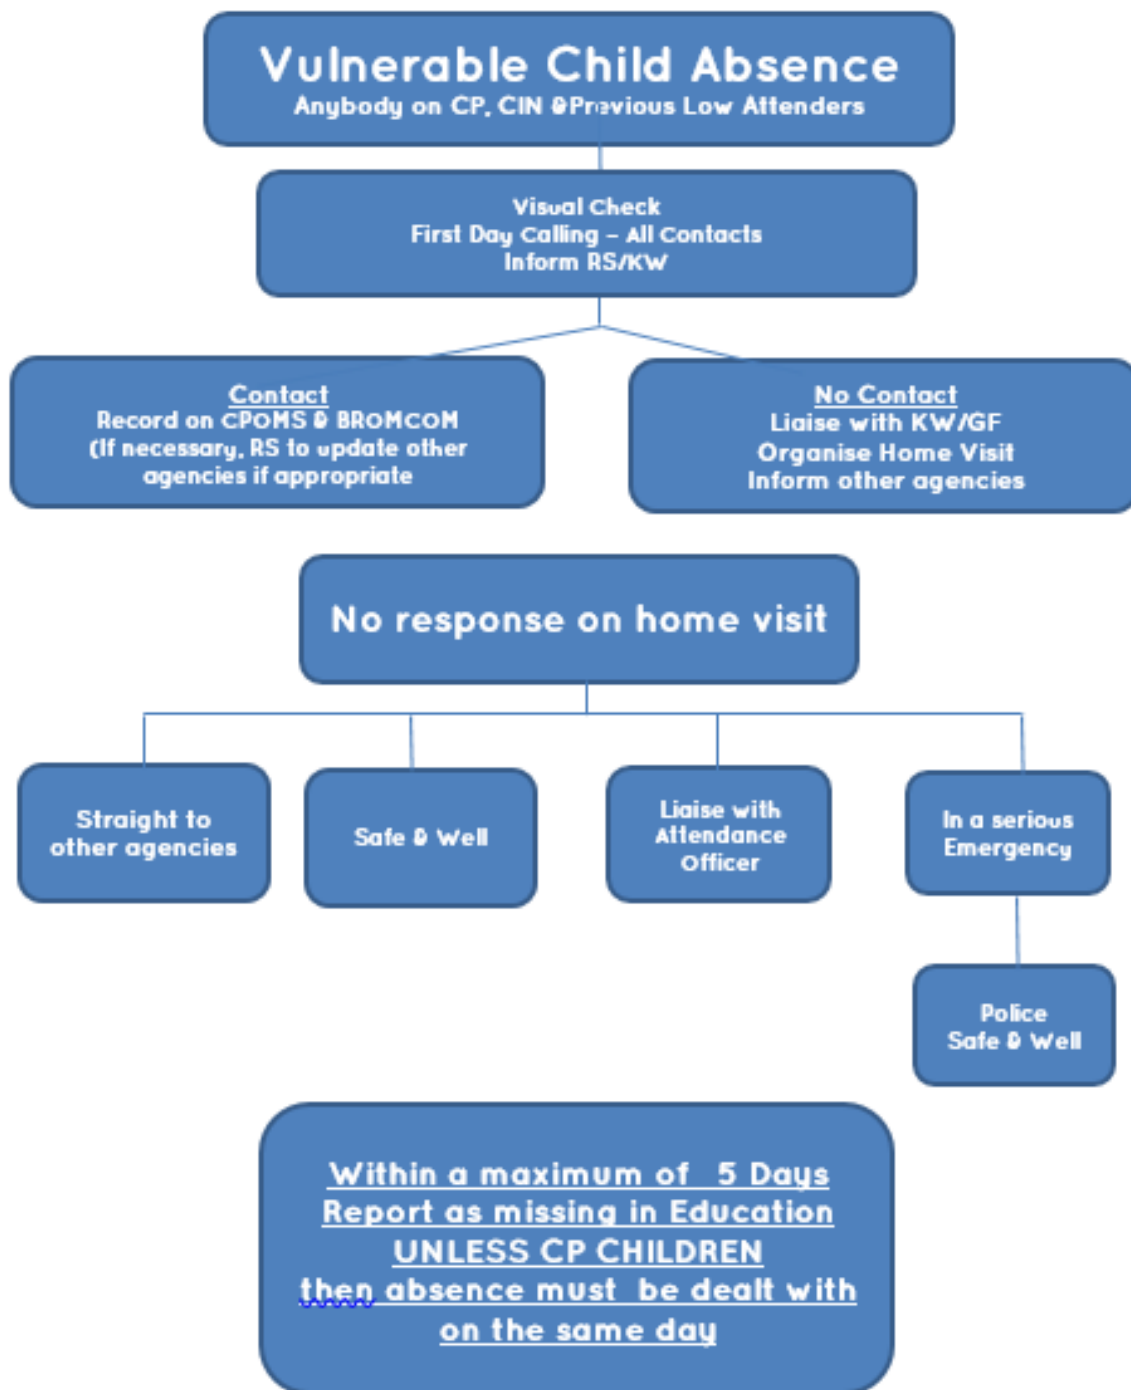 Vulnerable Child Absence
Anybody on CP, CIN &Previous Low Attenders
Visual Check
First Day Calling – All Contacts
Inform RS/KW
Contact
Record on CPOMS & BROMCOM
(If necessary, RS to update other
agencies if appropriate
No Contact
Liaise with KW/GF
Organise Home Visit
Inform other agencies
No response on home visit
Straight to
other agencies
Safe & Well
Liaise with
Attendance
Officer
In a serious
Emergency
Police
Safe & Well
Within a maximum of  5 Days
Report as missing in Education
UNLESS CP CHILDREN
then absence must  be dealt with
on the same day